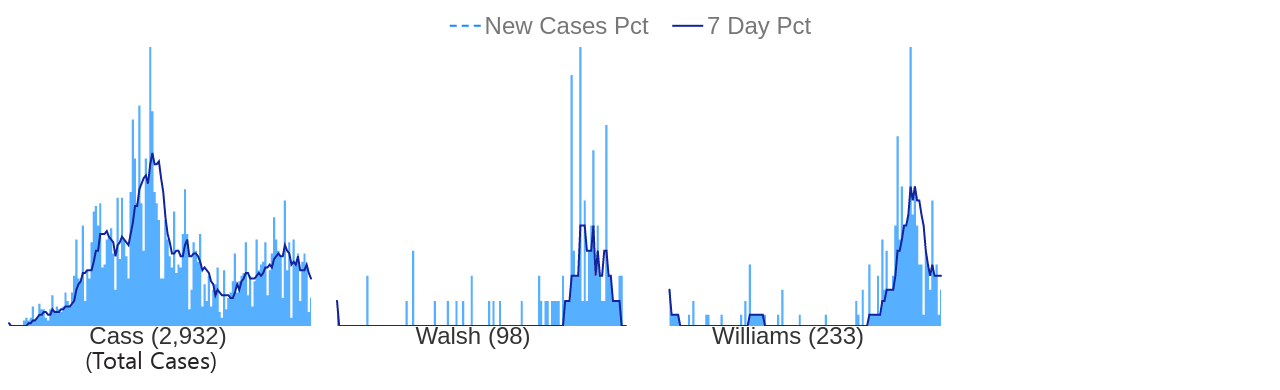 New Cases Pct 7 Day Pct
Cass (2,932) Walsh (98) Williams (233)
(Total Cases)